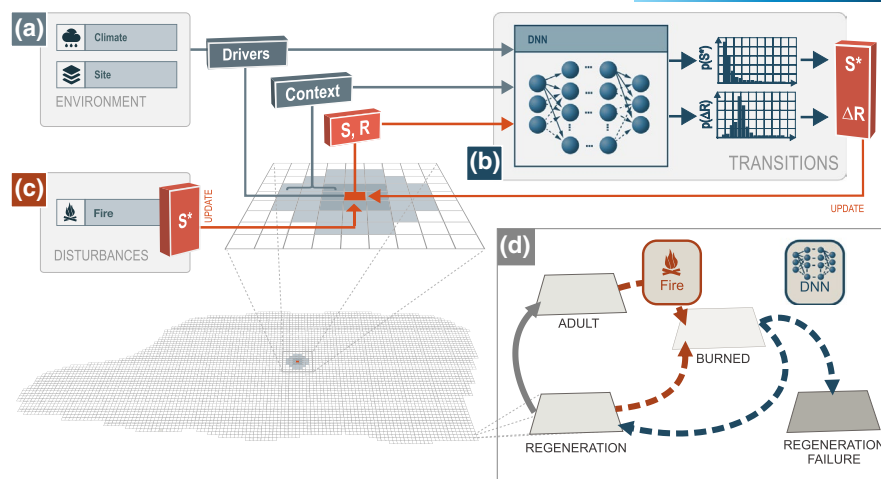 (a)
Climate
Site
ENVIRONMENT
Drivers
Context
S, R
DNN
p(S*)
p(ΔR)
S*
ΔR
(b)
TRANSITIONS
UPDATE
(c)
Fire
S*
UPDATE
DISTURBANCES
(d)
Fire
DNN
ADULT
BURNED
REGENERATION
REGENERATION
FAILURE